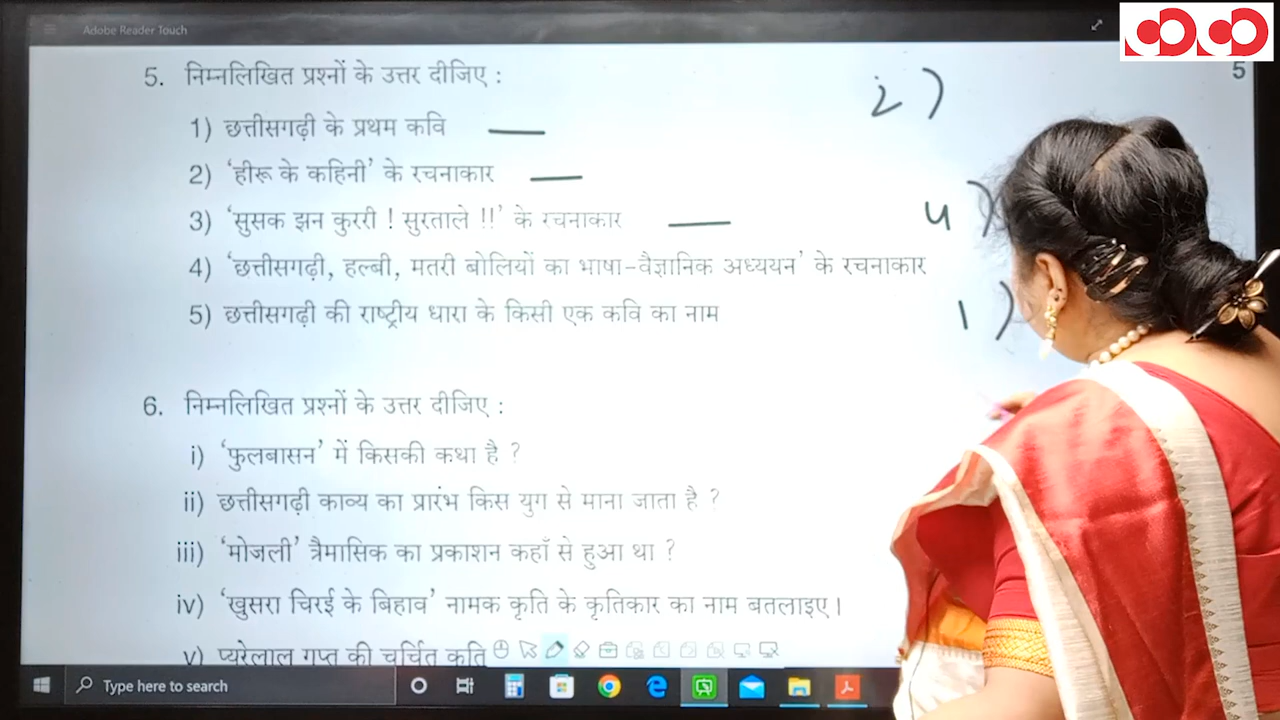 Adobe Reader Touch
5
5. निम्नलिखित प्रश्नों के उत्तर दीजिए :
1) छत्तीसगढ़ी के प्रथम कवि
2) 'हीरू के कहिनी' के रचनाकार
3) 'सुसक झन कुररी ! सुरताले !!' के रचनाकार
4) 'छत्तीसगढ़ी, हल्बी, मतरी बोलियों का भाषा-वैज्ञानिक अध्ययन' के रचनाकार
5) छत्तीसगढ़ी की राष्ट्रीय धारा के किसी एक कवि का नाम
6. निम्नलिखित प्रश्नों के उत्तर दीजिए :
i) 'फुलबासन' में किसकी कथा है ?
ii) छत्तीसगढ़ी काव्य का प्रारंभ किस युग से माना जाता है ?
iii) 'मोजली' त्रैमासिक का प्रकाशन कहाँ से हुआ था ?
iv) 'खुसरा चिरई के बिहाव' नामक कृति के कृतिकार का नाम बतलाइए।
v) प्यरेलाल गुप्त की चर्चित कृति
Type here to search